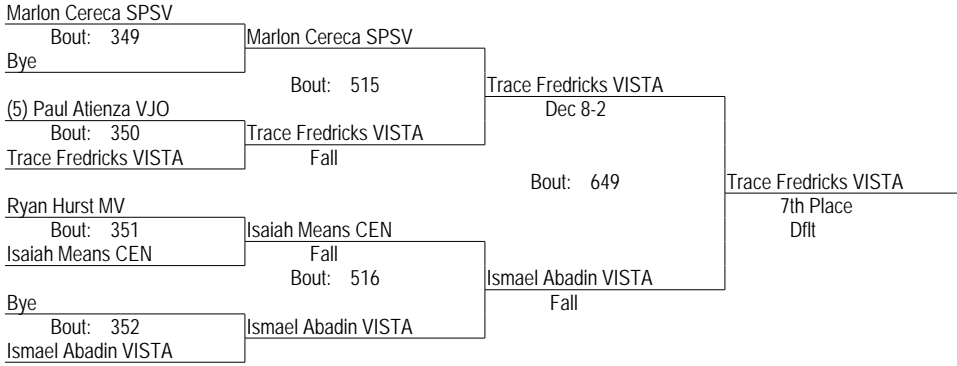 Marlon Cereca SPSV
Bout: 349
Marlon Cereca SPSV
Bye
Bout: 515
Trace Fredricks VISTA
(5) Paul Atienza VJO
Dec 8-2
Bout: 350
Trace Fredricks VISTA
Trace Fredricks VISTA
Fall
Bout: 649
Trace Fredricks VISTA
Ryan Hurst MV
7th Place
Bout: 351
Isaiah Means CEN
Dflt
Isaiah Means CEN
Fall
Bout: 516
Ismael Abadin VISTA
Bye
Fall
Bout: 352
Ismael Abadin VISTA
Ismael Abadin VISTA